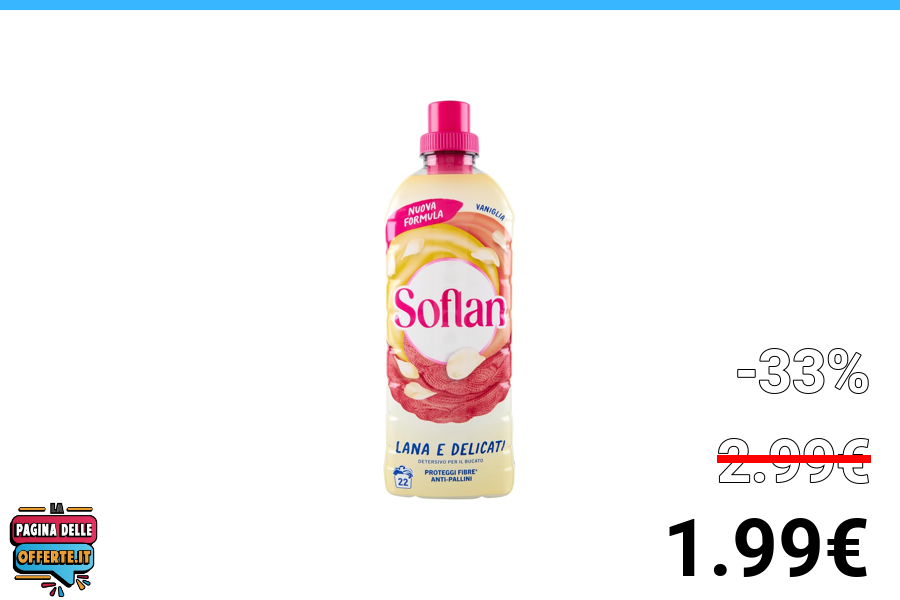 NUOVA
FORMULA
VANIGLIA
Soflan
LANA E DELICATI
DETERSIVO PER IL BUCATO
22
PROTEGGI FIBRE*
ANTI-PALLINI
-33%
2.99€
1.99€
LA
PAGINA DELLE
OFFERTE.IT